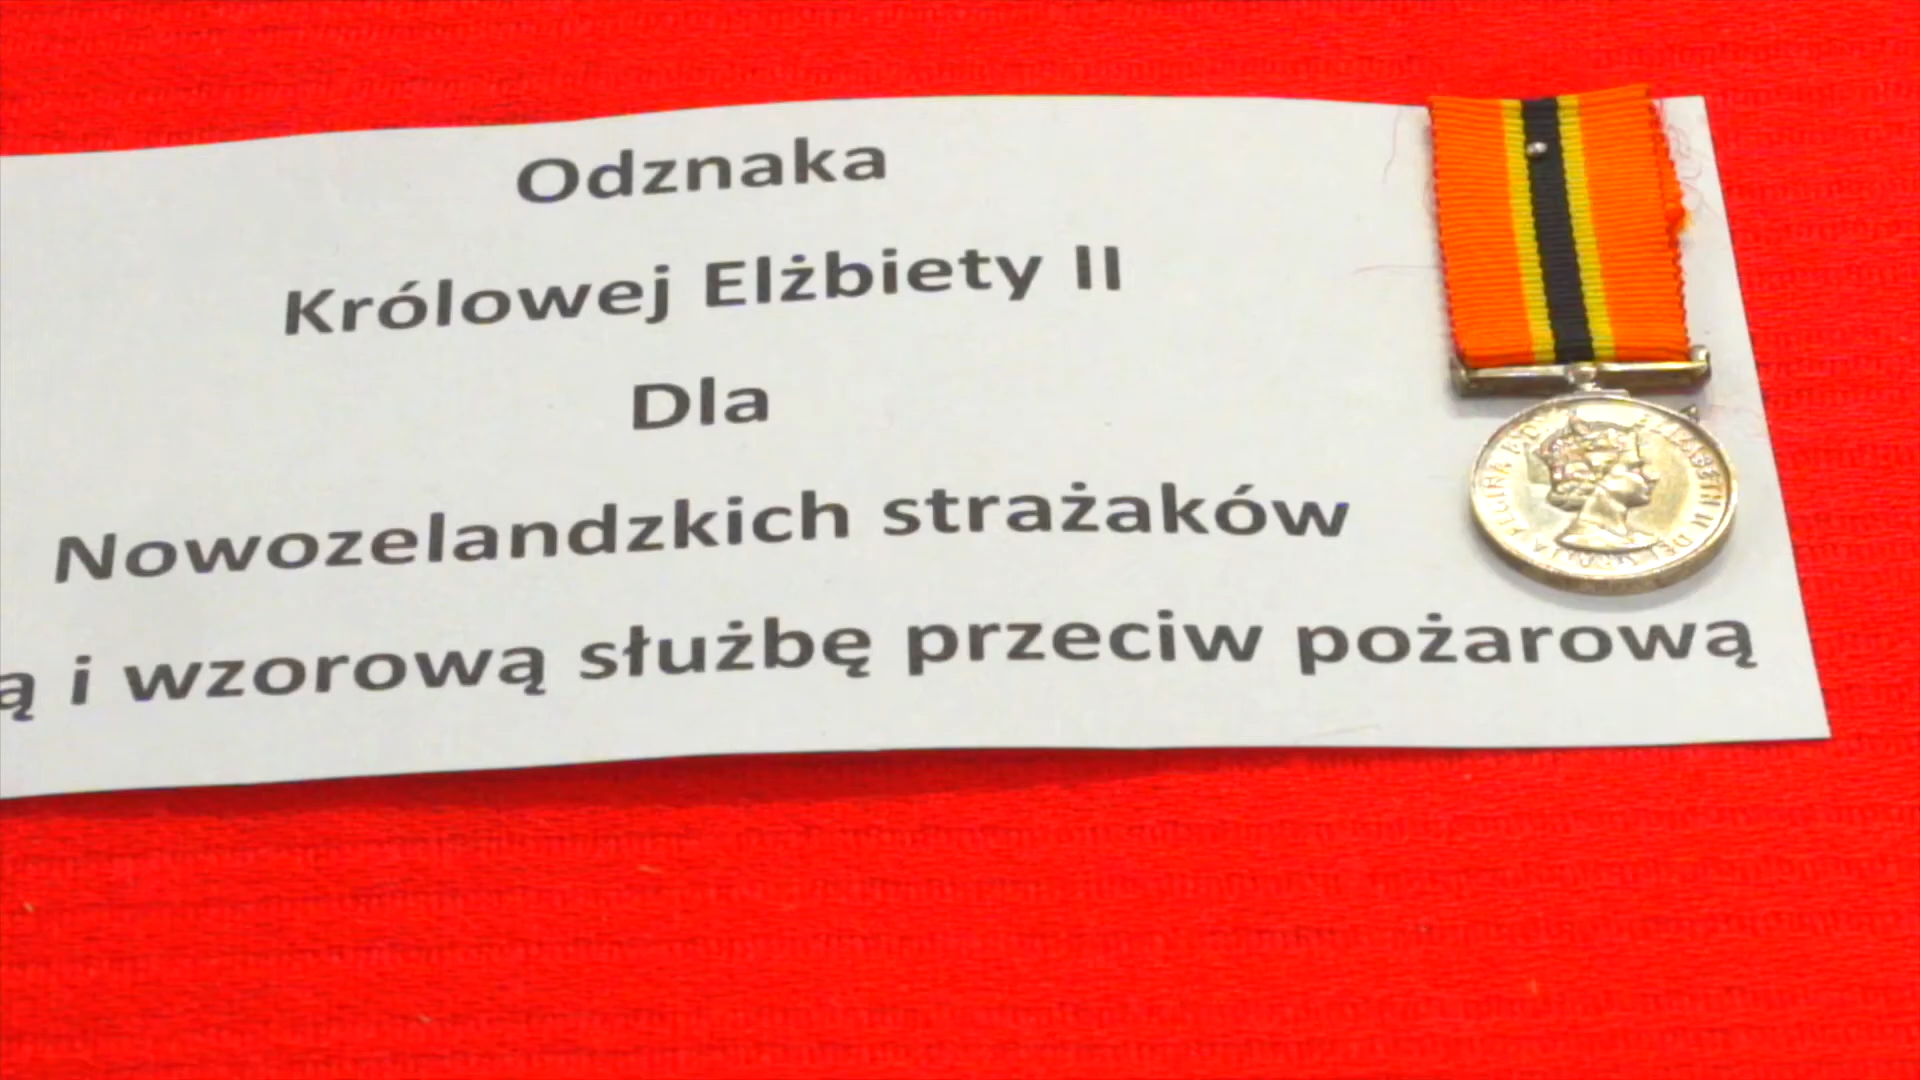 Odznaka
Królowej Elżbiety II
Dla
Nowozelandzkich strażaków
ą i wzorową służbę przeciw pożarową